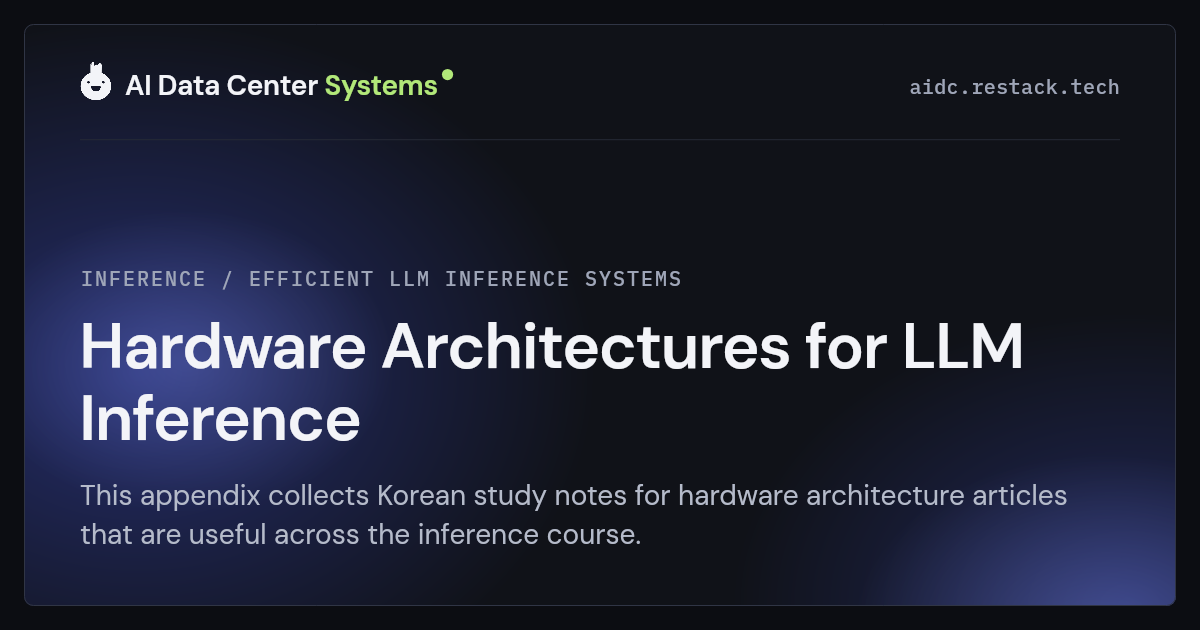 AI Data Center Systems
aidc.restack.tech
INFERENCE / EFFICIENT LLM INFERENCE SYSTEMS
Hardware Architectures for LLM
Inference
This appendix collects Korean study notes for hardware architecture articles
that are useful across the inference course.